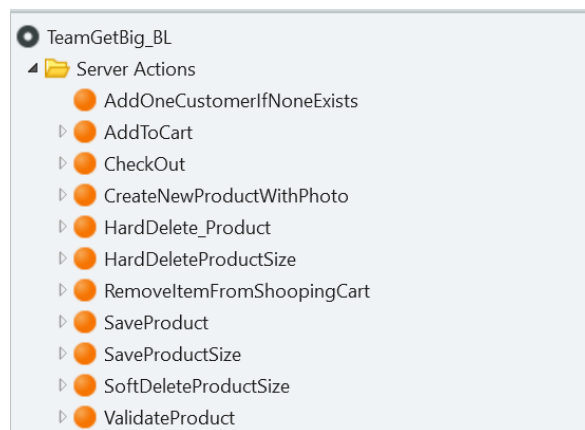 TeamGetBig_BL
Server Actions
AddOneCustomerIfNoneExists
AddToCart
CheckOut
CreateNewProductWithPhoto
HardDelete_Product
HardDeleteProductSize
RemoveItemFromShoopingCart
SaveProduct
SaveProductSize
SoftDeleteProductSize
ValidateProduct